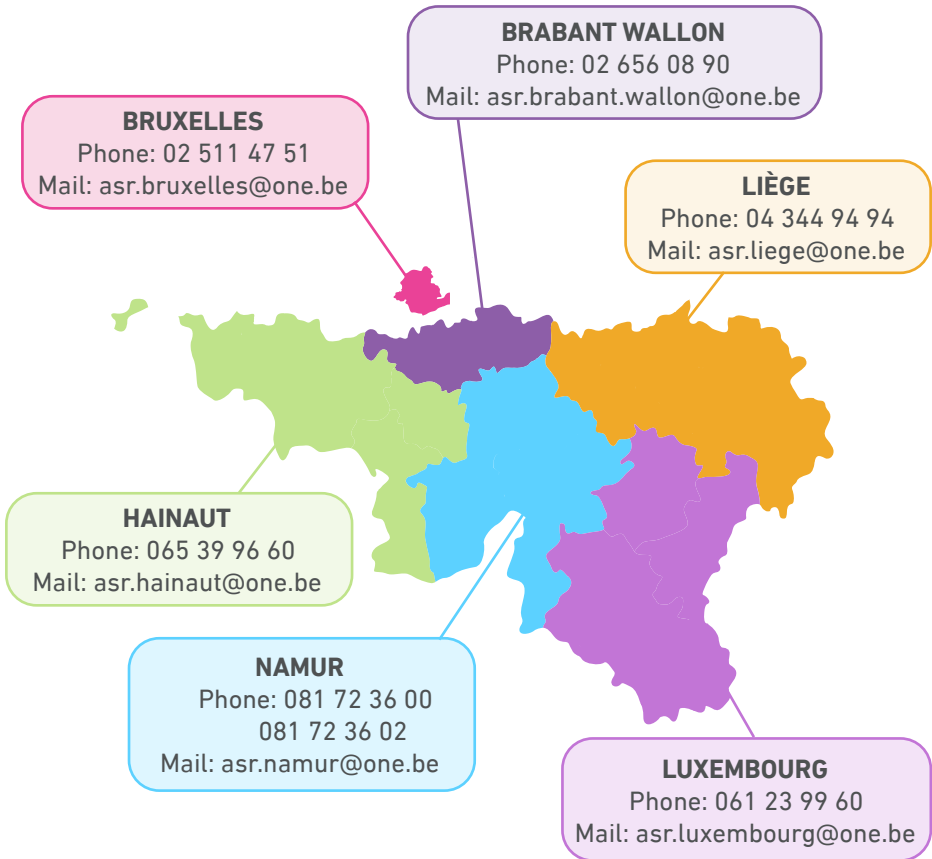 BRABANT WALLON
Phone: 02 656 08 90
Mail: asr.brabant.wallon@one.be
BRUXELLES
Phone: 02 511 47 51
Mail: asr.bruxelles@one.be
LIÈGE
Phone: 04 344 94 94
Mail: asr.liege@one.be
HAINAUT
Phone: 065 39 96 60
Mail: asr.hainaut@one.be
NAMUR
Phone: 081 72 36 00
081 72 36 02
Mail: asr.namur@one.be
LUXEMBOURG
Phone: 061 23 99 60
Mail: asr.luxembourg@one.be